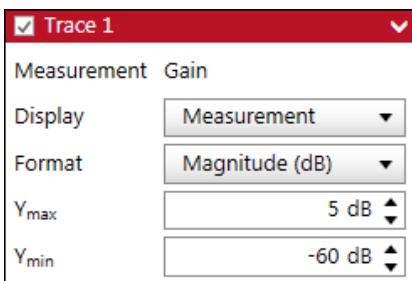 Trace 1
Measurement Gain
Display Measurement
Format Magnitude (dB)
Ymax 5 dB
Ymin -60 dB